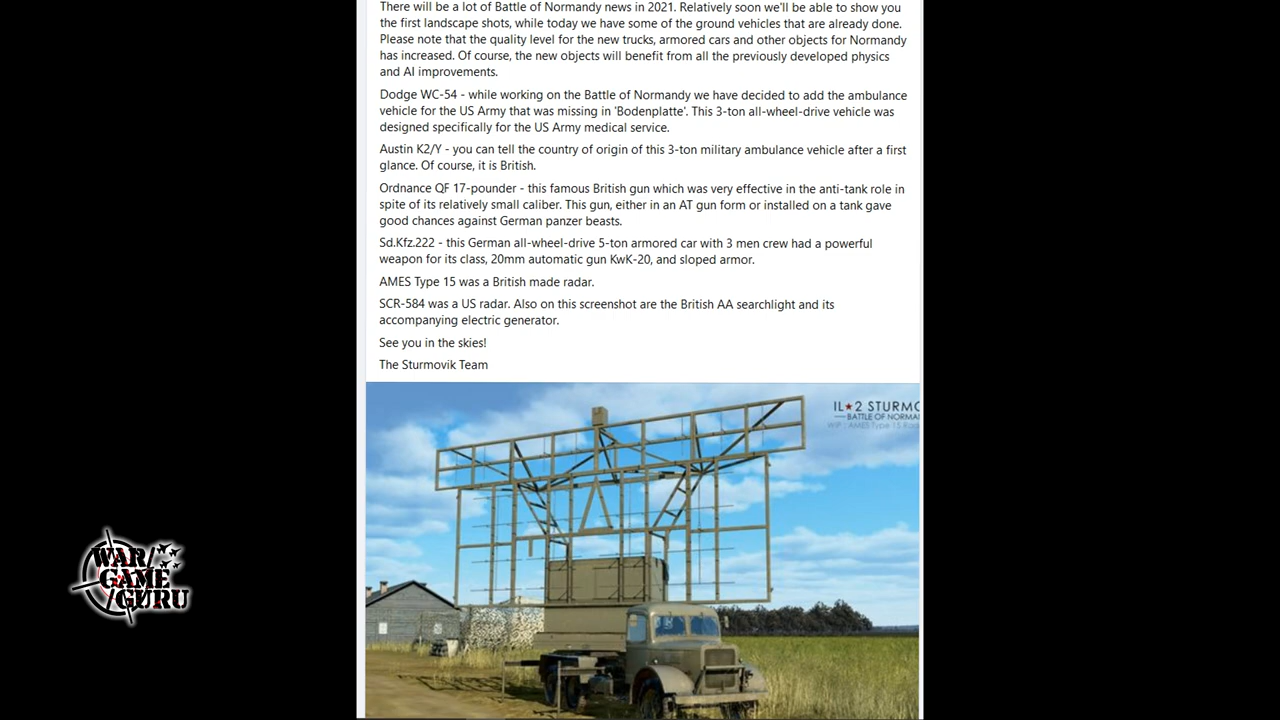 There will be a lot of Battle of Normandy news in 2021. Relatively soon we'll be able to show you
the first landscape shots, while today we have some of the ground vehicles that are already done.
Please note that the quality level for the new trucks, armored cars and other objects for Normandy
has increased. Of course, the new objects will benefit from all the previously developed physics
and AI improvements.
Dodge WC-54 - while working on the Battle of Normandy we have decided to add the ambulance
vehicle for the US Army that was missing in 'Bodenplatte'. This 3-ton all-wheel-drive vehicle was
designed specifically for the US Army medical service.
Austin K2/Y - you can tell the country of origin of this 3-ton military ambulance vehicle after a first
glance. Of course, it is British.
Ordnance QF 17-pounder - this famous British gun which was very effective in the anti-tank role in
spite of its relatively small caliber. This gun, either in an AT gun form or installed on a tank gave
good chances against German panzer beasts.
Sd.Kfz.222 - this German all-wheel-drive 5-ton armored car with 3 men crew had a powerful
weapon for its class, 20mm automatic gun KwK-20, and sloped armor.
AMES Type 15 was a British made radar.
SCR-584 was a US radar. Also on this screenshot are the British AA searchlight and its
accompanying electric generator.
See you in the skies!
The Sturmovik Team
IL★2 STURMO
BATTLE OF NORMA
WIP: AMES Type 15 Rada
WAR
GAME
GURU